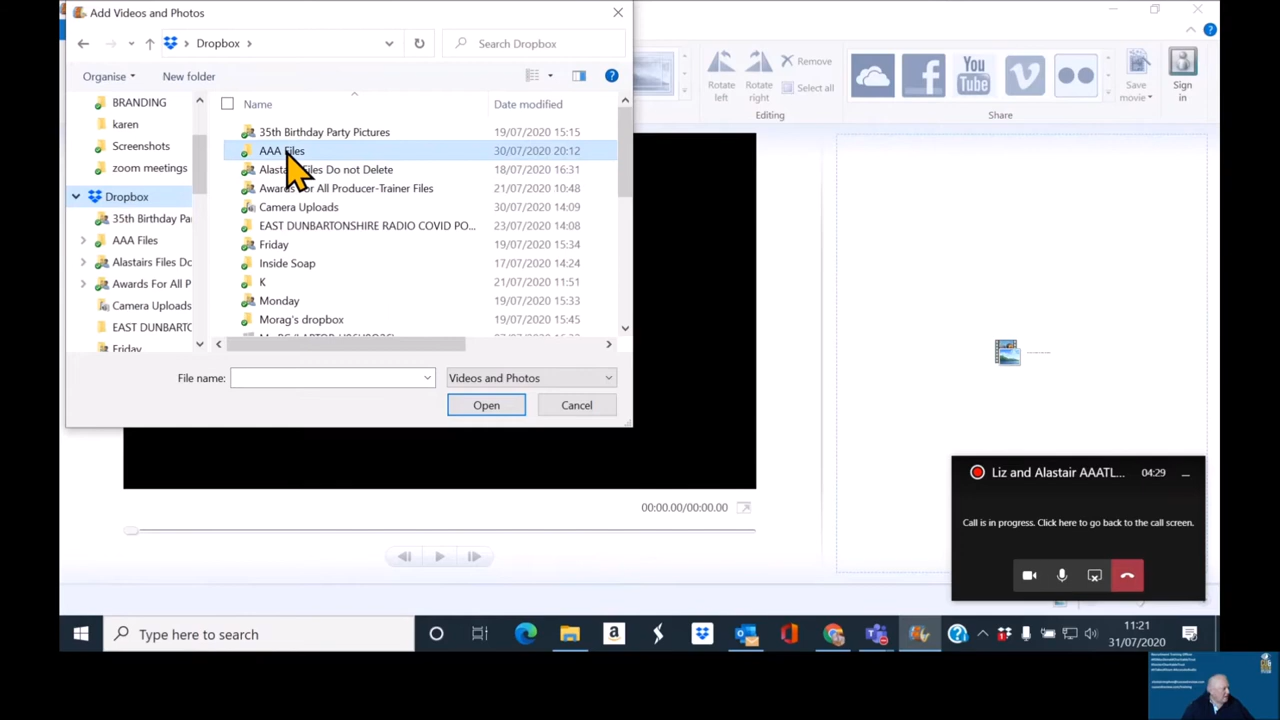 Add Videos and Photos
Dropbox
Search Dropbox
Organise
New folder
BRANDING
karen
Screenshots
zoom meetings
Dropbox
35th Birthday Pa
AAA Files
Alastairs Files Do
Awards For All P
Camera Uploads
EAST DUNBARTO
Friday
Name
Date modified
35th Birthday Party Pictures 19/07/2020 15:15
AAA Files 30/07/2020 20:12
Alasta Files Do not Delete 18/07/2020 16:31
Awards For All Producer-Trainer Files 21/07/2020 10:48
Camera Uploads 30/07/2020 14:09
EAST DUNBARTONSHIRE RADIO COVID PO... 23/07/2020 14:08
Friday 19/07/2020 15:34
Inside Soap 17/07/2020 14:24
K 21/07/2020 11:51
Monday 19/07/2020 15:33
Morag's dropbox 19/07/2020 15:45
File name:
Videos and Photos
Open
Cancel
Rotate left
Rotate right
Remove
Select all
Editing
You Tube
Share
Save movie
Sign in
00:00.00/00:00.00
Liz and Alastair AAATL... 04:29
Call is in progress. Click here to go back to the call screen.
Type here to search
11:21
31/07/2020